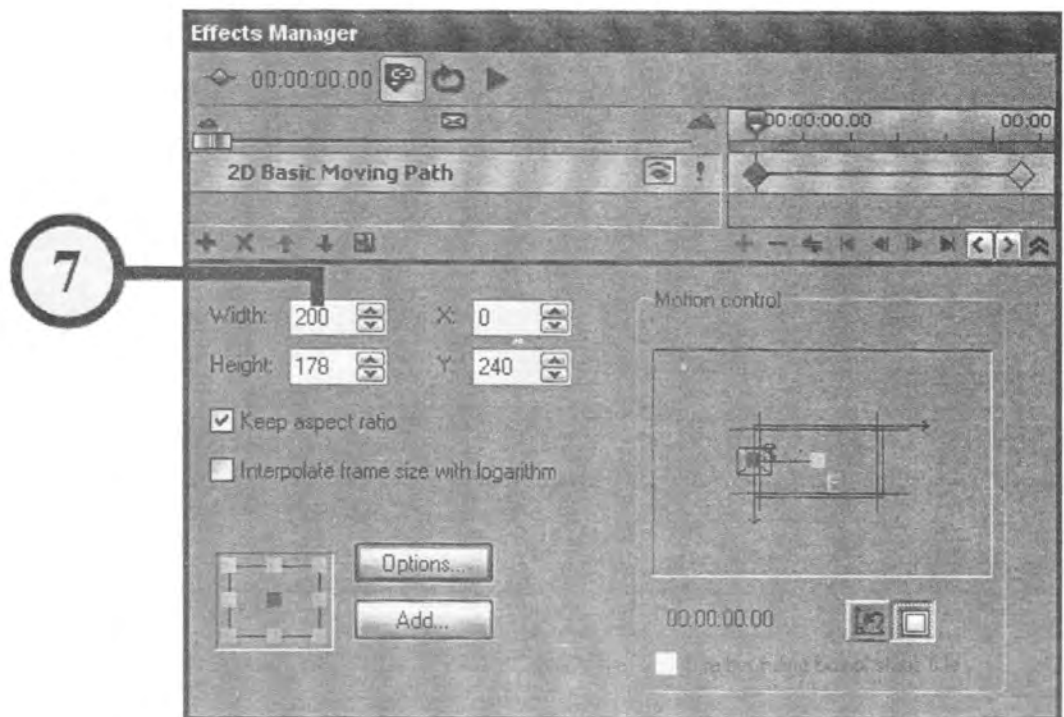 Effects Manager
00:00:00.00
00:00:00.00 00:00
2D Basic Moving Path
7
Width: 200 X: 0
Height: 178 Y: 240
Keep aspect ratio
Interpolate frame size with logarithm
Motion control
E
Options...
Add...
00:00:00.00